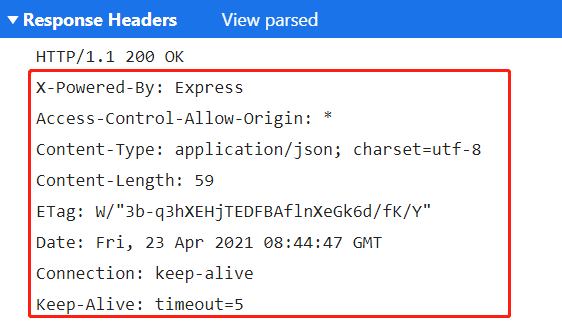 Response Headers View parsed
HTTP/1.1 200 OK
X-Powered-By: Express
Access-Control-Allow-Origin: *
Content-Type: application/json; charset=utf-8
Content-Length: 59
ETag: W/"3b-q3hXEHjTEDFBAflnXeGk6d/fK/Y"
Date: Fri, 23 Apr 2021 08:44:47 GMT
Connection: keep-alive
Keep-Alive: timeout=5